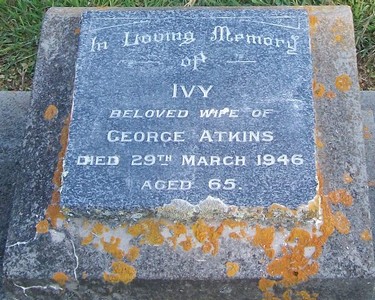 In Loving Memory
of
IVY
BELOVED WIFE OF
GEORGE ATKINS
DIED 29TH MARCH 1946
AGED 65.